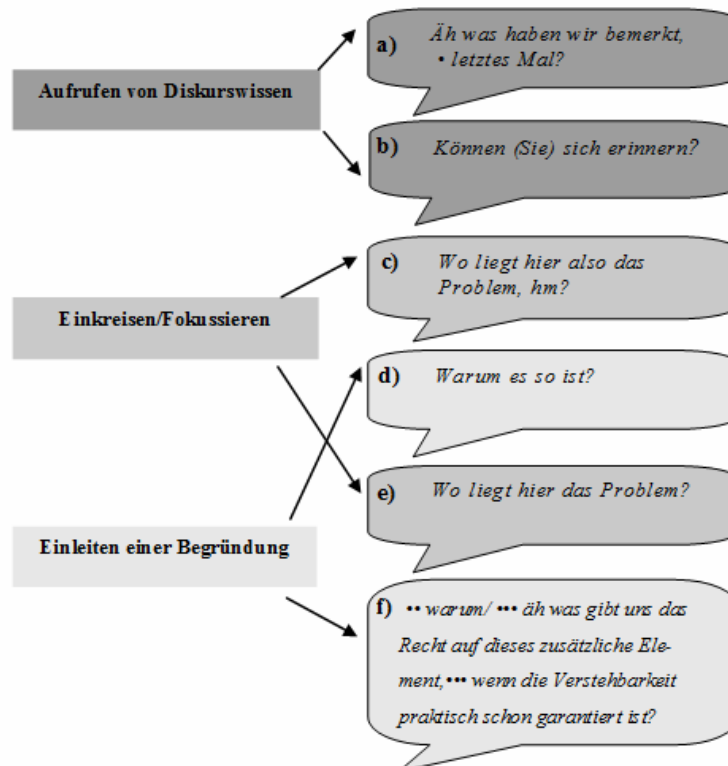 Aufrufen von Diskurswissen
a) Äh was haben wir bemerkt,
• letztes Mal?
b) Können (Sie) sich erinnern?
Einkreisen/Fokussieren
c) Wo liegt hier also das
Problem, hm?
d) Warum es so ist?
e) Wo liegt hier das Problem?
Einleiten einer Begründung
f) •• warum/ ••• äh was gibt uns das
Recht auf dieses zusätzliche Ele-
ment,••• wenn die Verstehbarkeit
praktisch schon garantiert ist?